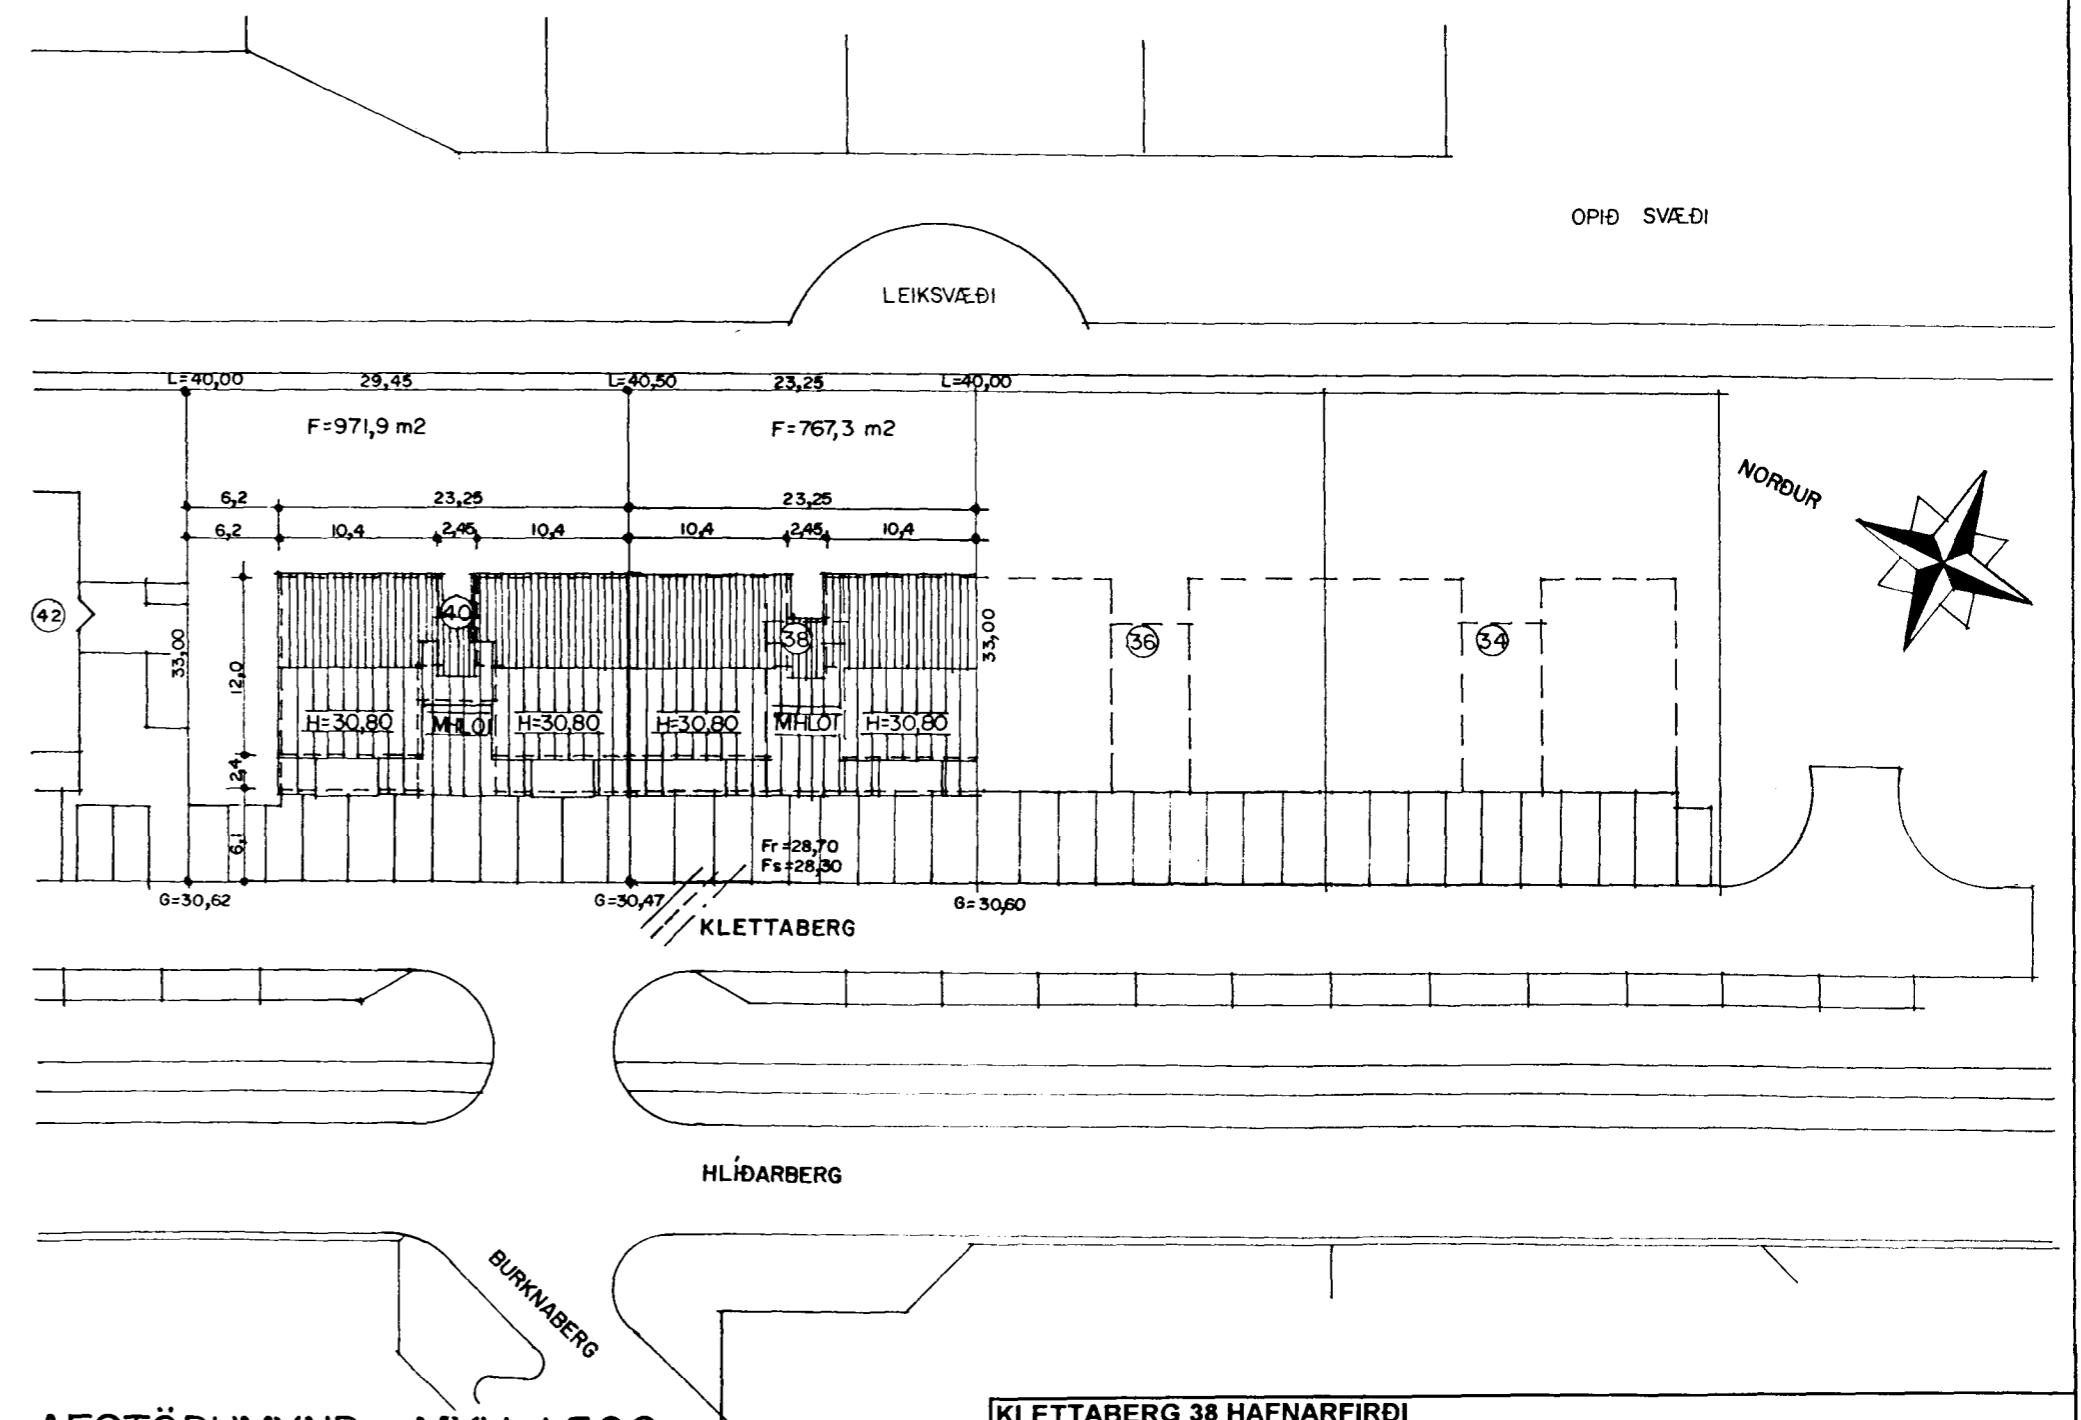 OPIÐ SVÆÐI
LEIKSVÆÐI
L=40,00 29,45 L=40,50 23,25 L=40,00
F=971,9 m2 F=767,3 m2
NORÐUR
6,2 23,25 23,25
6,2 10,4 2,45 10,4 10,4 2,45 10,4
42 40 38 36 34
33,00 12,0 33,00
H=30,80 MHL01 H=30,80 H=30,80 MHL01 H=30,80
2,4
6,1
Fr=28,70
Fs=28,30
G=30,62 G=30,47 G=30,60
KLETTABERG
HLÍÐARBERG
BURKNABERG
KLETTABERG 38 HAFNARFIRÐI